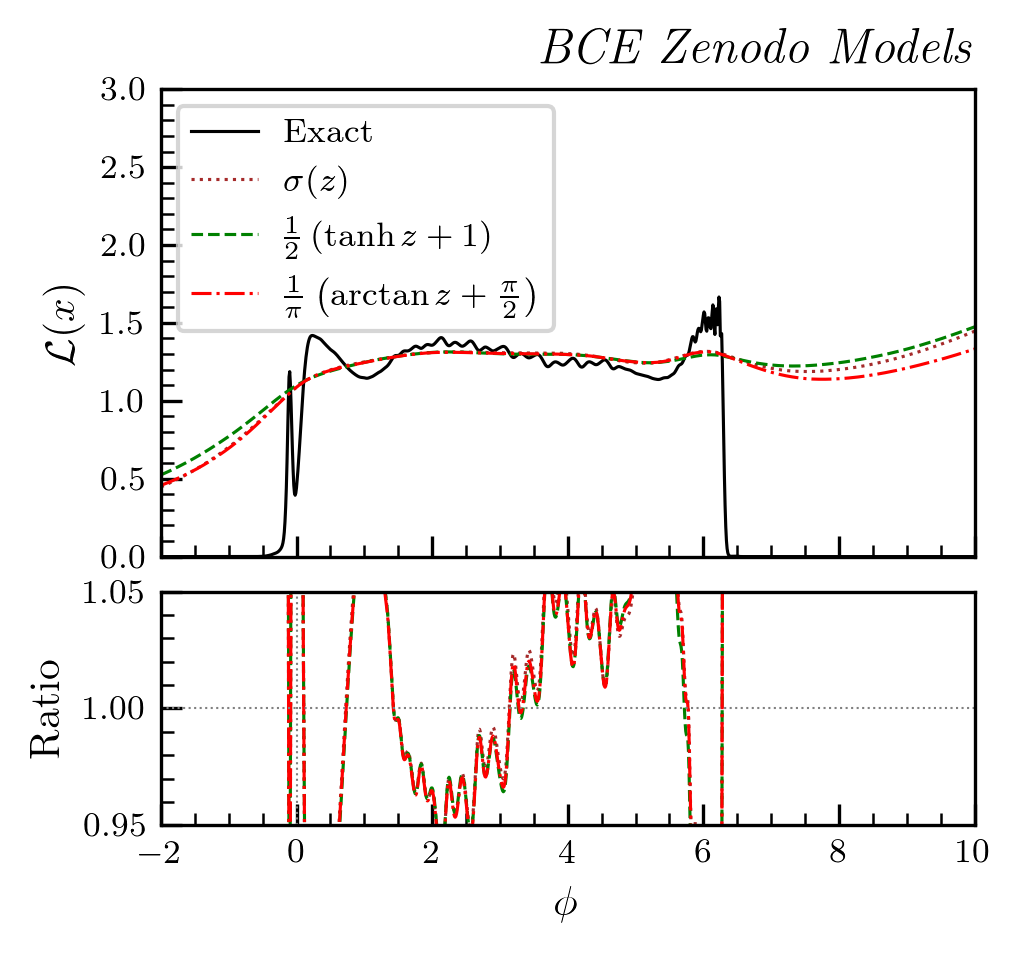 BCE Zenodo Models
3.0
2.5
2.0
1.5
1.0
0.5
0.0
ℒ(x)
Exact
σ(z)
½ (tanh z + 1)
1/π (arctan z + π/2)
1.05
1.00
0.95
Ratio
−2 0 2 4 6 8 10
ϕ